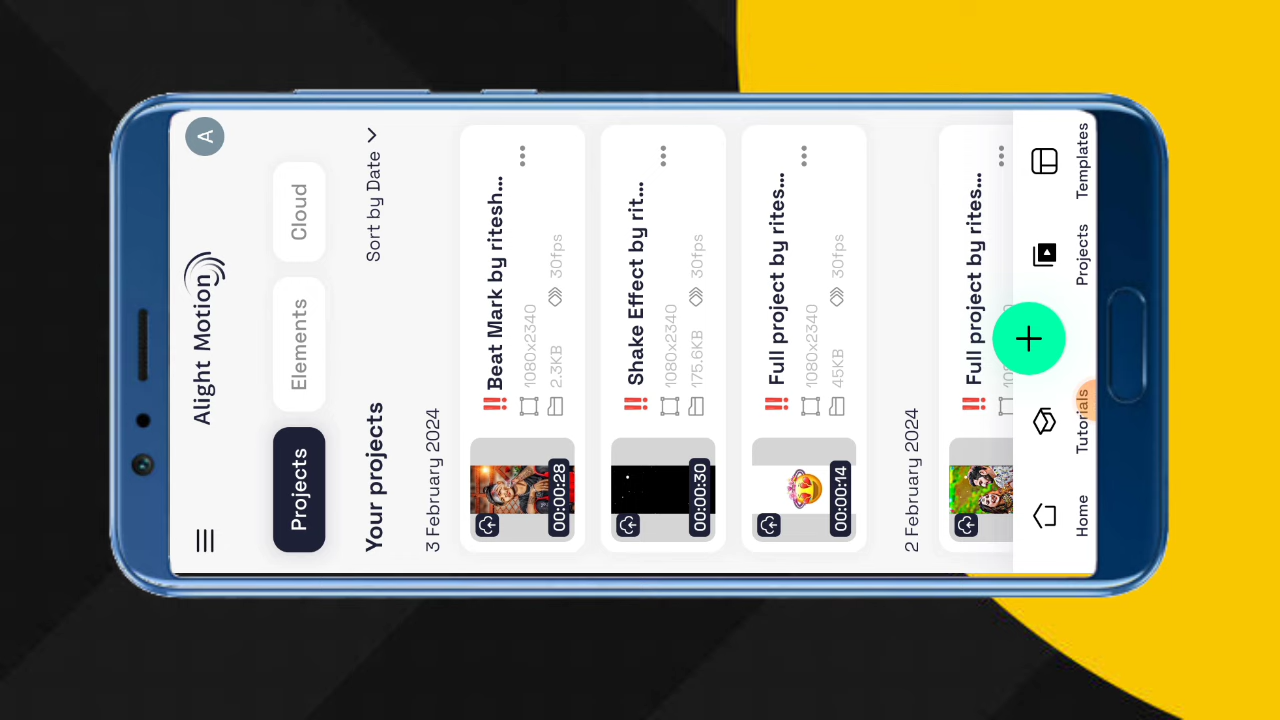 Alight Motion
A
Projects
Elements
Cloud
Your projects
Sort by Date
3 February 2024
00:00:28
‼ Beat Mark by ritesh...
1080x2340
2.3KB
30fps
00:00:30
‼ Shake Effect by rit...
1080x2340
175.6KB
30fps
00:00:14
‼ Full project by rites...
1080x2340
45KB
30fps
2 February 2024
‼ Full project by rites...
Home
Tutorials
Projects
Templates